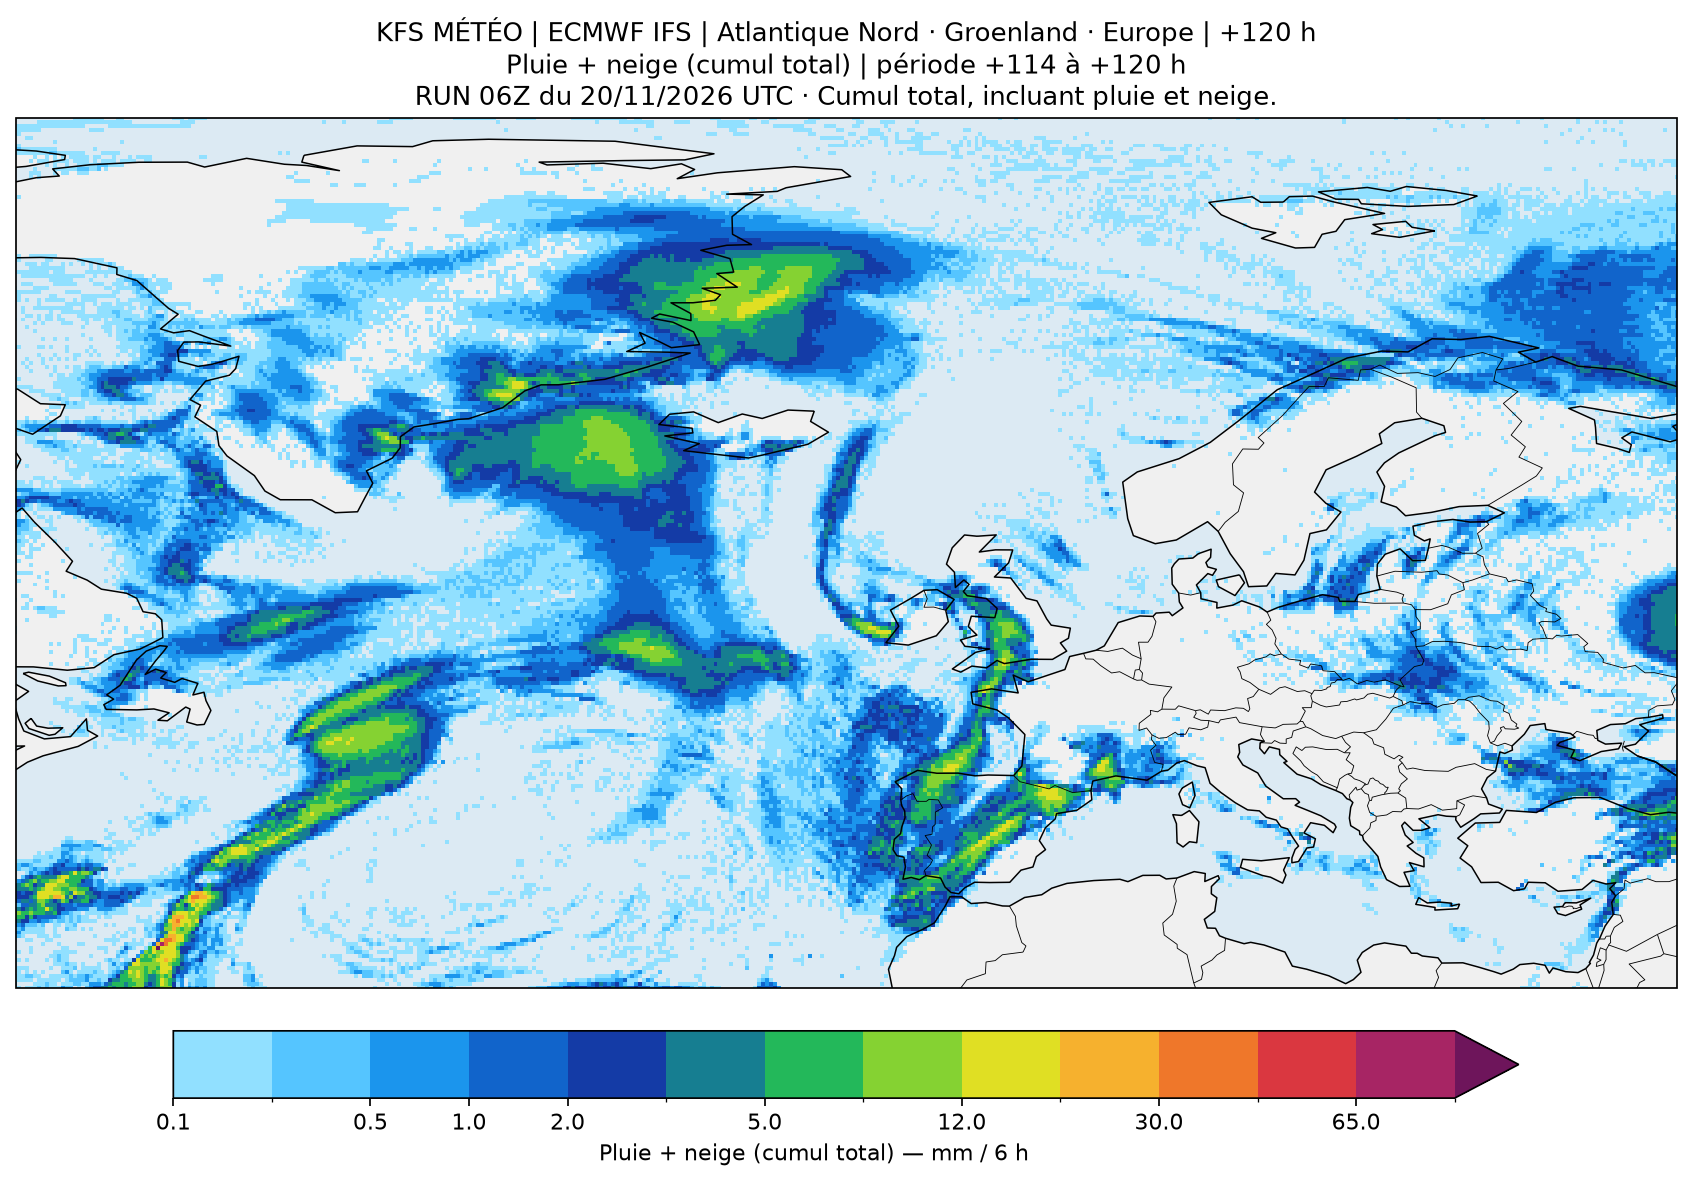 KFS MÉTÉO | ECMWF IFS | Atlantique Nord · Groenland · Europe | +120 h
Pluie + neige (cumul total) | période +114 à +120 h
RUN 06Z du 20/11/2026 UTC · Cumul total, incluant pluie et neige.
0.1 0.5 1.0 2.0 5.0 12.0 30.0 65.0
Pluie + neige (cumul total) — mm / 6 h